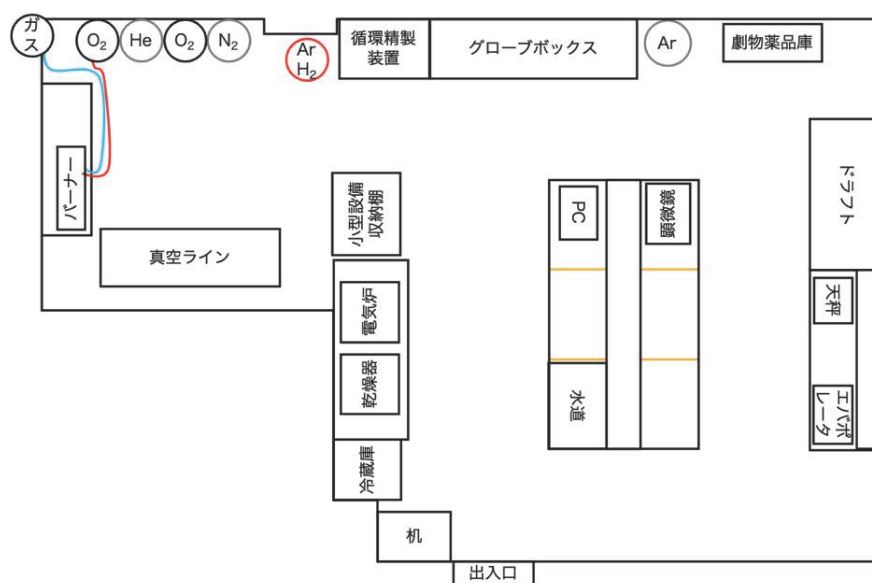 ガ
ス
O₂
He
O₂
N₂
Ar
H₂
循環精製
装置
グローブボックス
Ar
劇物薬品庫
バーナー
真空ライン
小型設備
収納棚
電気炉
乾燥器
冷蔵庫
机
出入口
PC
顕微鏡
水道
ドラフト
天秤
エバポ
レータ